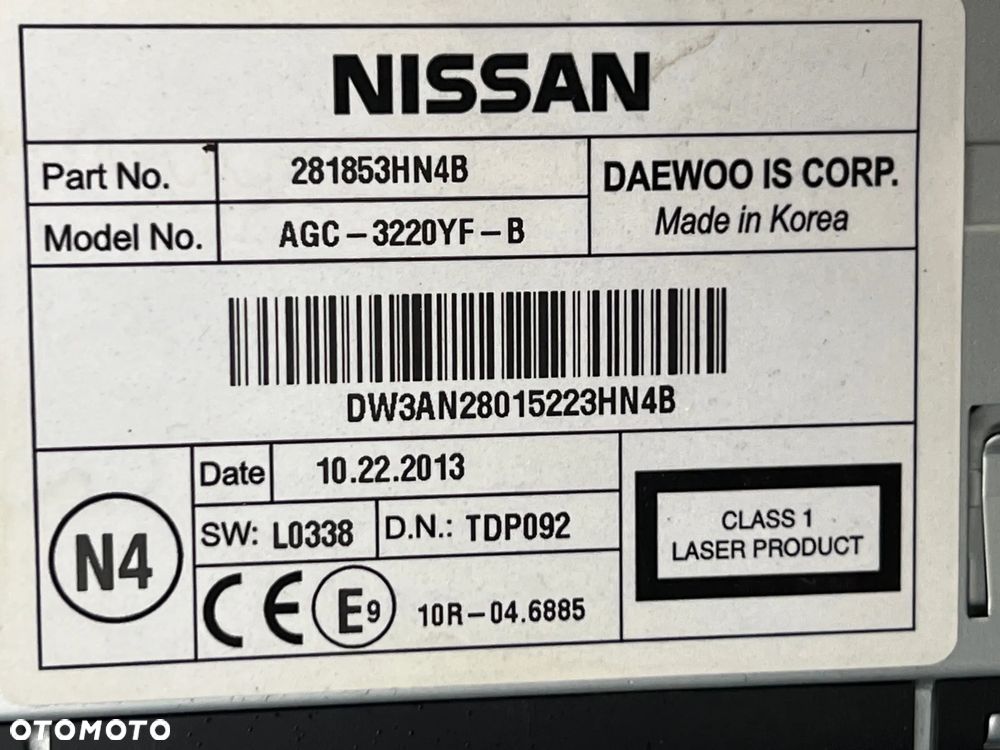 NISSAN
Part No. 281853HN4B
DAEWOO IS CORP.
Made in Korea
Model No. AGC-3220YF-B
DW3AN28015223HN4B
N4
Date 10.22.2013
SW: L0338 D.N.: TDP092
CE E9 10R-04.6885
CLASS 1
LASER PRODUCT
OTOMOTO